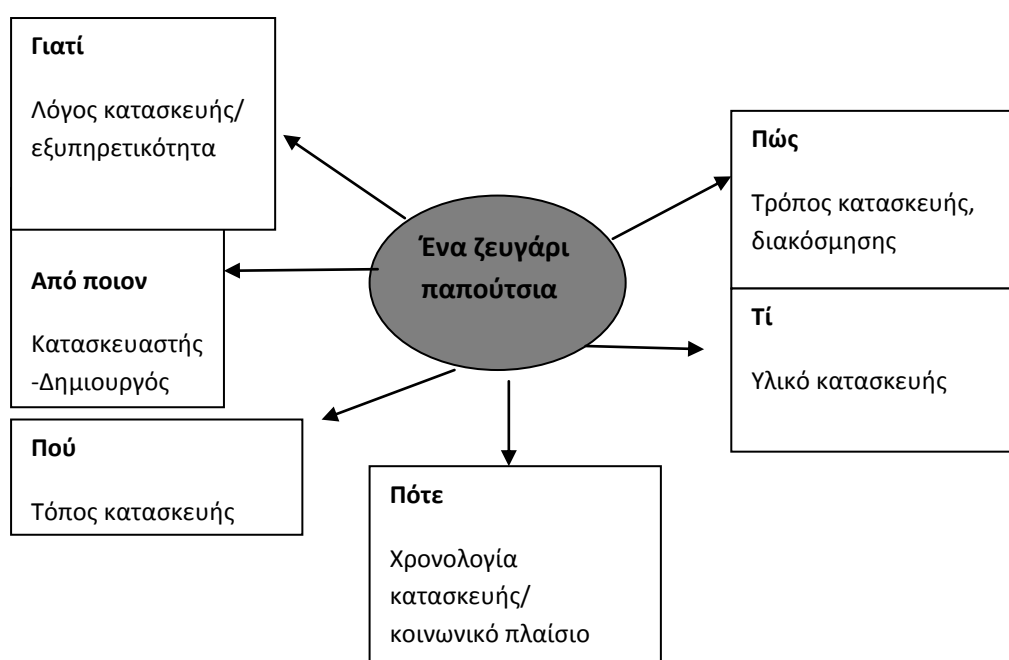 Γιατί
Λόγος κατασκευής/
εξυπηρετικότητα
Από ποιον
Κατασκευαστής
-Δημιουργός
Πού
Τόπος κατασκευής
Ένα ζευγάρι
παπούτσια
Πότε
Χρονολογία
κατασκευής/
κοινωνικό πλαίσιο
Πώς
Τρόπος κατασκευής,
διακόσμησης
Τί
Υλικό κατασκευής